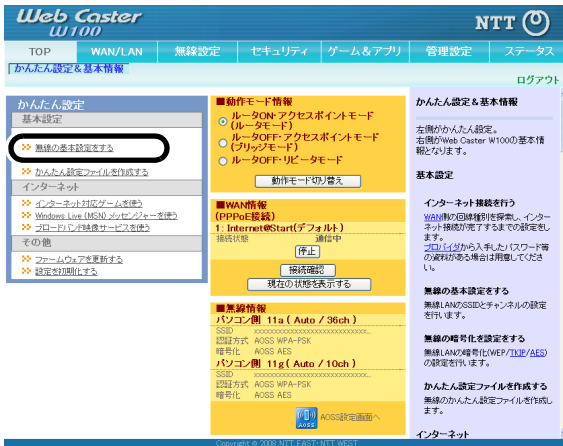 Web Caster
W100
NTT
TOP
WAN/LAN
無線設定
セキュリティ
ゲーム＆アプリ
管理設定
ステータス
かんたん設定＆基本情報
ログアウト
かんたん設定
基本設定
無線の基本設定をする
かんたん設定ファイルを作成する
インターネット
インターネット対応ゲームを使う
Windows Live (MSN) メッセンジャーを使う
ブロードバンド映像サービスを使う
その他
ファームウェアを更新する
設定を初期化する
■動作モード情報
ルータON・アクセスポイントモード
(ルータモード)
ルータOFF・アクセスポイントモード
(ブリッジモード)
ルータOFF・リピータモード
動作モード切り替え
■WAN情報
(PPPoE接続)
1: Internet@Start(デフォルト)
接続状態 通信中
停止
接続確認
現在の状態を表示する
■無線情報
パソコン側 11a ( Auto / 36ch )
SSID xxxxxxxxxxxxxxxxxxxxxxxxxxx...
認証方式 AOSS WPA-PSK
暗号化 AOSS AES
パソコン側 11g ( Auto / 10ch )
SSID xxxxxxxxxxxxxxxxxxxxxxxxxxx...
認証方式 AOSS WPA-PSK
暗号化 AOSS AES
AOSS
AOSS設定画面へ
かんたん設定＆基本情報
左側がかんたん設定。
右側がWeb Caster W100の基本情
報となります。
基本設定
インターネット接続を行う
WAN側の回線種別を探索し、インター
ネット接続が完了するまでの設定をし
ます。
プロバイダから入手したパスワード等
の資料がある場合は用意してくださ
い。
無線の基本設定をする
無線LANのSSIDとチャンネルの設定
を行います。
無線の暗号化を設定をする
無線LANの暗号化(WEP/TKIP/AES)
の設定を行います。
かんたん設定ファイルを作成する
無線のかんたん設定ファイルを作成し
ます。
インターネット
Copyright © 2008 NTT EAST・NTT WEST